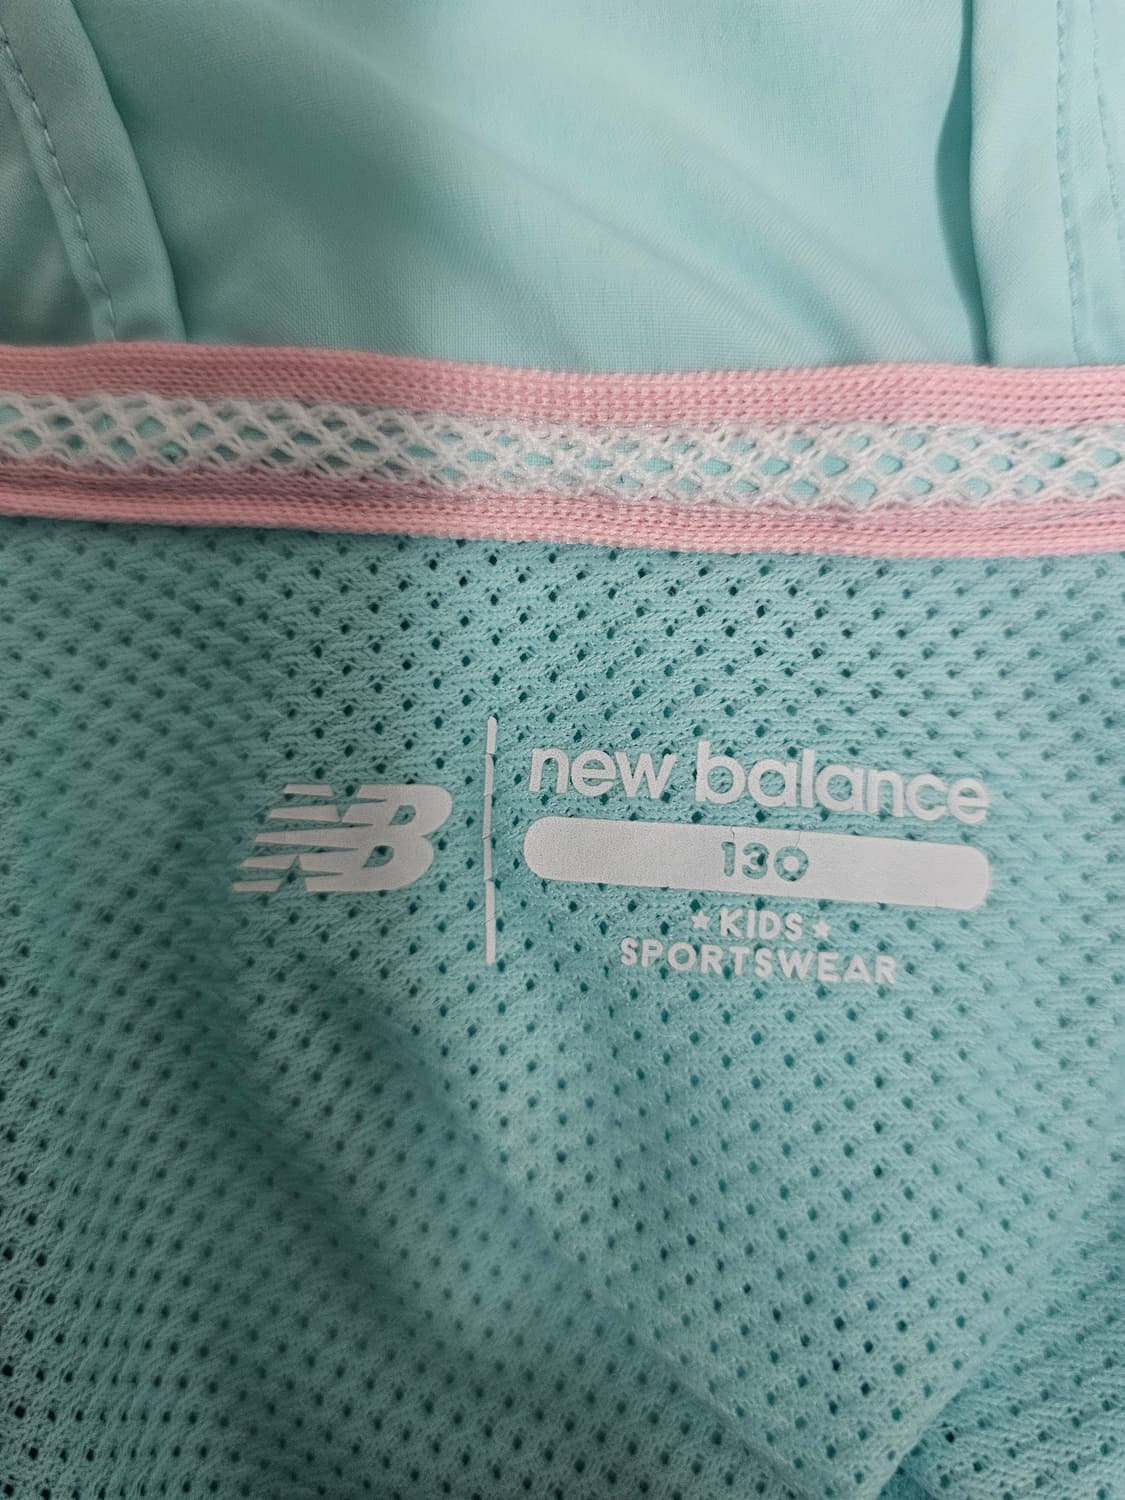 NB
new balance
130
★ KIDS ★
SPORTSWEAR